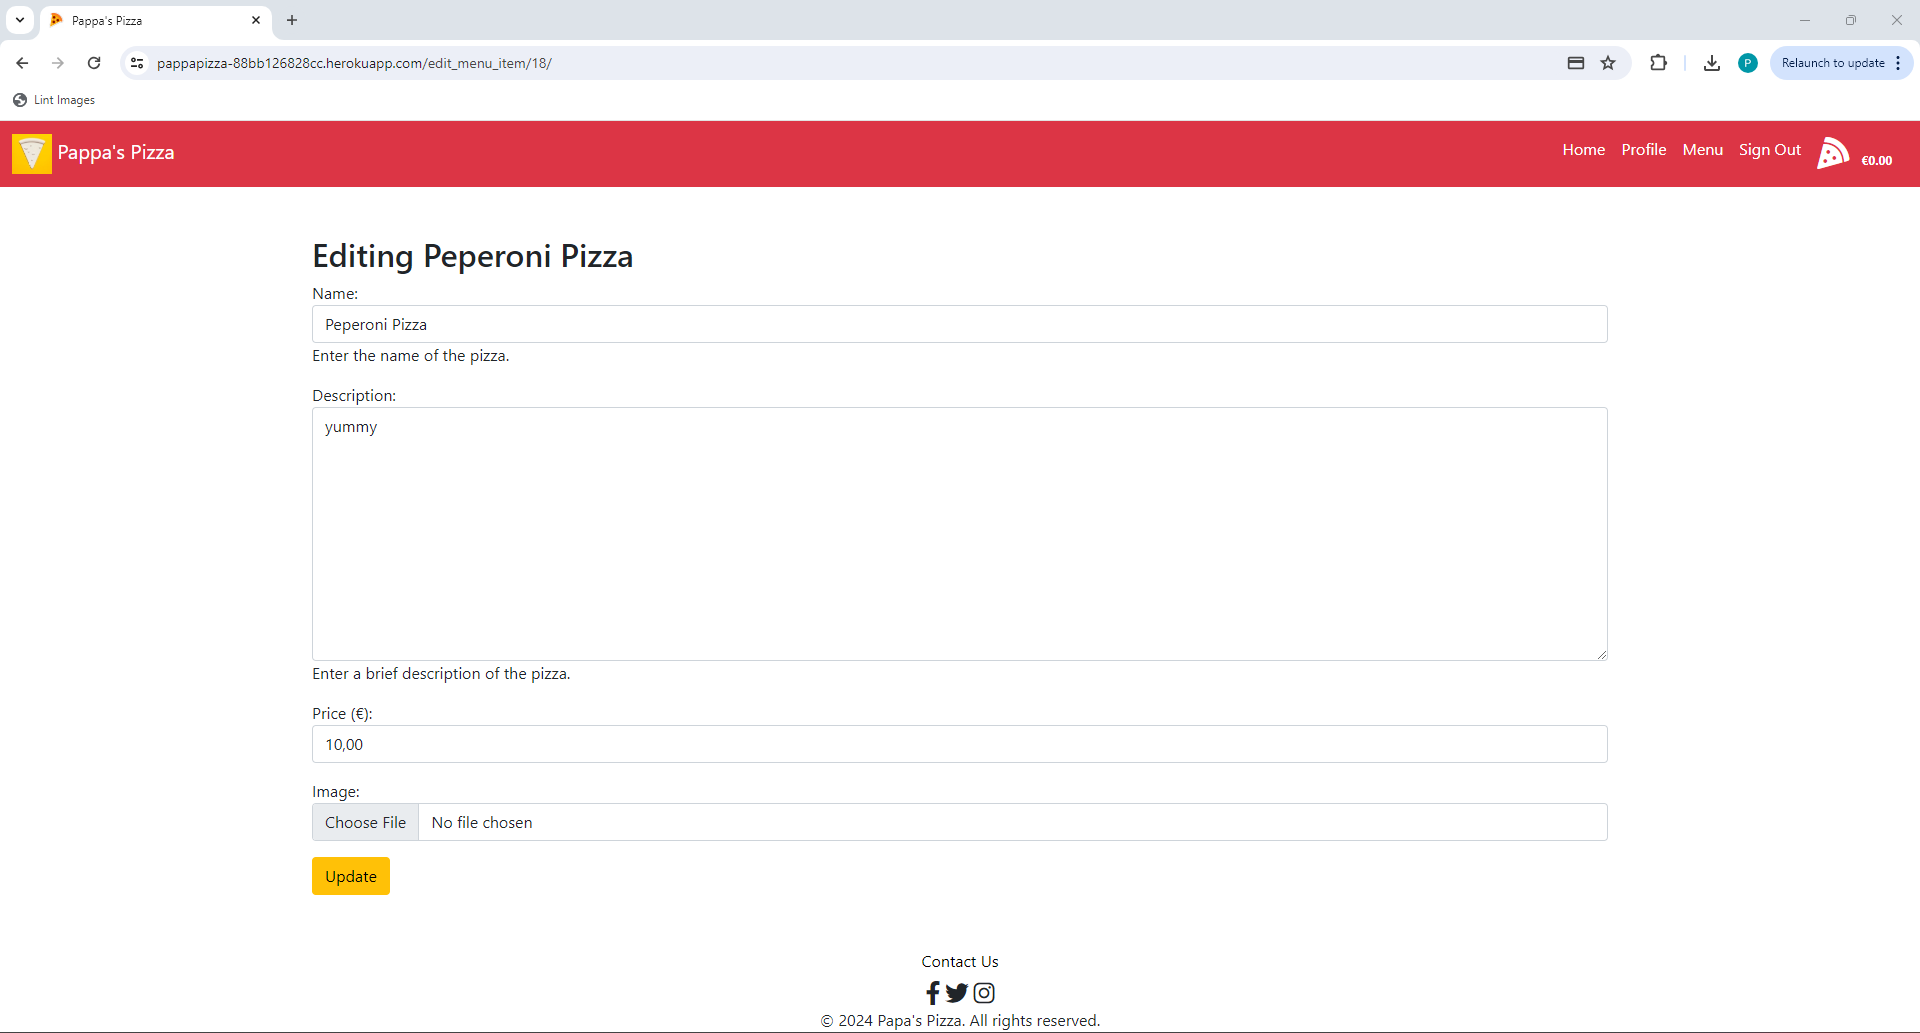 Pappa's Pizza
pappapizza-88bb126828cc.herokuapp.com/edit_menu_item/18/
P
Relaunch to update
Lint Images
Pappa's Pizza
Home Profile Menu Sign Out €0.00
Editing Peperoni Pizza
Name:
Peperoni Pizza
Enter the name of the pizza.
Description:
yummy
Enter a brief description of the pizza.
Price (€):
10,00
Image:
Choose File No file chosen
Update
Contact Us
© 2024 Papa's Pizza. All rights reserved.